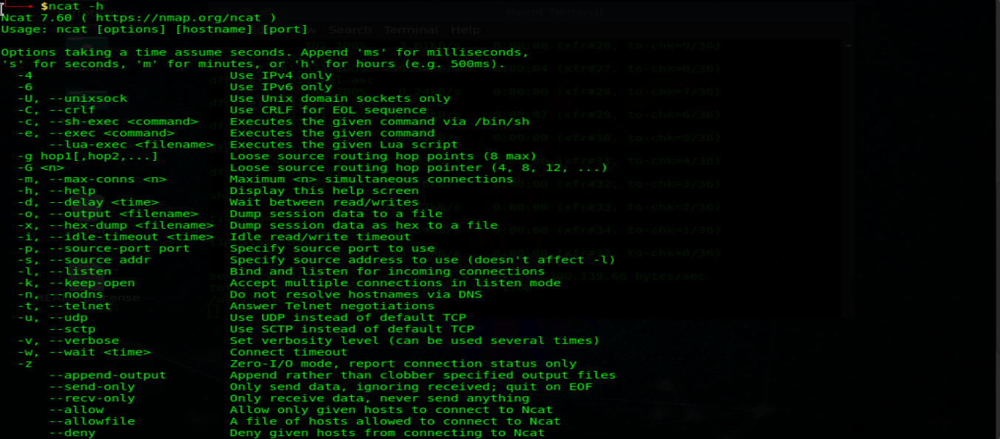 $ncat -h
Ncat 7.60 ( https://nmap.org/ncat )
Usage: ncat [options] [hostname] [port]

Options taking a time assume seconds. Append 'ms' for milliseconds,
's' for seconds, 'm' for minutes, or 'h' for hours (e.g. 500ms).
  -4                         Use IPv4 only
  -6                         Use IPv6 only
  -U, --unixsock             Use Unix domain sockets only
  -C, --crlf                 Use CRLF for EOL sequence
  -c, --sh-exec <command>    Executes the given command via /bin/sh
  -e, --exec <command>       Executes the given command
      --lua-exec <filename>  Executes the given Lua script
  -g hop1[,hop2,...]         Loose source routing hop points (8 max)
  -G <n>                     Loose source routing hop pointer (4, 8, 12, ...)
  -m, --max-conns <n>        Maximum <n> simultaneous connections
  -h, --help                 Display this help screen
  -d, --delay <time>         Wait between read/writes
  -o, --output <filename>    Dump session data to a file
  -x, --hex-dump <filename>  Dump session data as hex to a file
  -i, --idle-timeout <time>  Idle read/write timeout
  -p, --source-port port     Specify source port to use
  -s, --source addr          Specify source address to use (doesn't affect -l)
  -l, --listen               Bind and listen for incoming connections
  -k, --keep-open            Accept multiple connections in listen mode
  -n, --nodns                Do not resolve hostnames via DNS
  -t, --telnet               Answer Telnet negotiations
  -u, --udp                  Use UDP instead of default TCP
      --sctp                 Use SCTP instead of default TCP
  -v, --verbose              Set verbosity level (can be used several times)
  -w, --wait <time>          Connect timeout
  -z                         Zero-I/O mode, report connection status only
      --append-output        Append rather than clobber specified output files
      --send-only            Only send data, ignoring received; quit on EOF
      --recv-only            Only receive data, never send anything
      --allow                Allow only given hosts to connect to Ncat
      --allowfile            A file of hosts allowed to connect to Ncat
      --deny                 Deny given hosts from connecting to Ncat